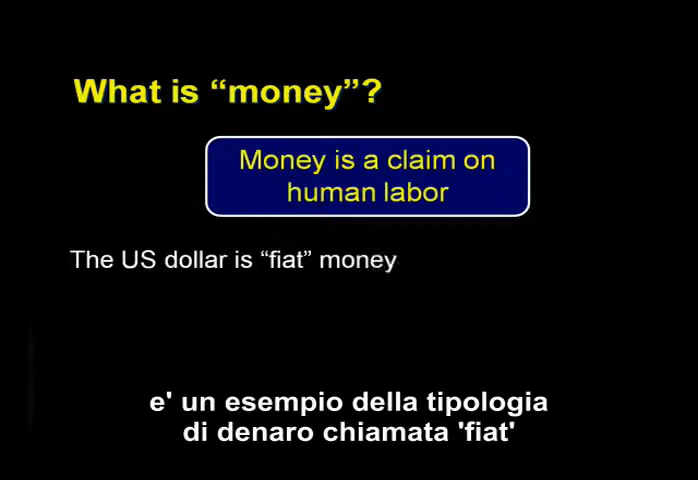 What is “money”?
Money is a claim on
human labor
The US dollar is “fiat” money
e' un esempio della tipologia
di denaro chiamata 'fiat'